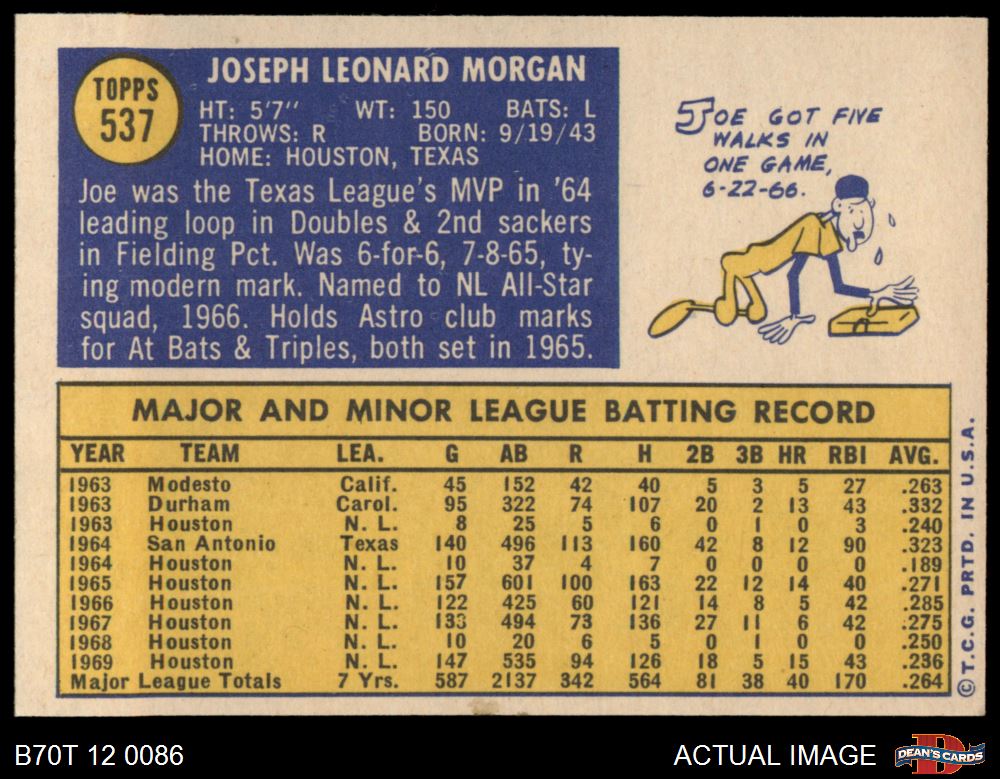 TOPPS
537
JOSEPH LEONARD MORGAN
HT: 5'7" WT: 150 BATS: L
THROWS: R BORN: 9/19/43
HOME: HOUSTON, TEXAS
Joe was the Texas League's MVP in '64
leading loop in Doubles & 2nd sackers
in Fielding Pct. Was 6-for-6, 7-8-65, ty-
ing modern mark. Named to NL All-Star
squad, 1966. Holds Astro club marks
for At Bats & Triples, both set in 1965.
JOE GOT FIVE
WALKS IN
ONE GAME,
6-22-66.
MAJOR AND MINOR LEAGUE BATTING RECORD
YEAR TEAM LEA. G AB R H 2B 3B HR RBI AVG.
1963 Modesto Calif. 45 152 42 40 5 3 5 27 .263
1963 Durham Carol. 95 322 74 107 20 2 13 43 .332
1963 Houston N. L. 8 25 5 6 0 1 0 3 .240
1964 San Antonio Texas 140 496 113 160 42 8 12 90 .323
1964 Houston N. L. 10 37 4 7 0 0 0 0 .189
1965 Houston N. L. 157 601 100 163 22 12 14 40 .271
1966 Houston N. L. 122 425 60 121 14 8 5 42 .285
1967 Houston N. L. 133 494 73 136 27 11 6 42 .275
1968 Houston N. L. 10 20 6 5 0 1 0 0 .250
1969 Houston N. L. 147 535 94 126 18 5 15 43 .236
Major League Totals 7 Yrs. 587 2137 342 564 81 38 40 170 .264
© T.C.G. PRTD. IN U.S.A.
B70T 12 0086
ACTUAL IMAGE
DEAN'S CARDS